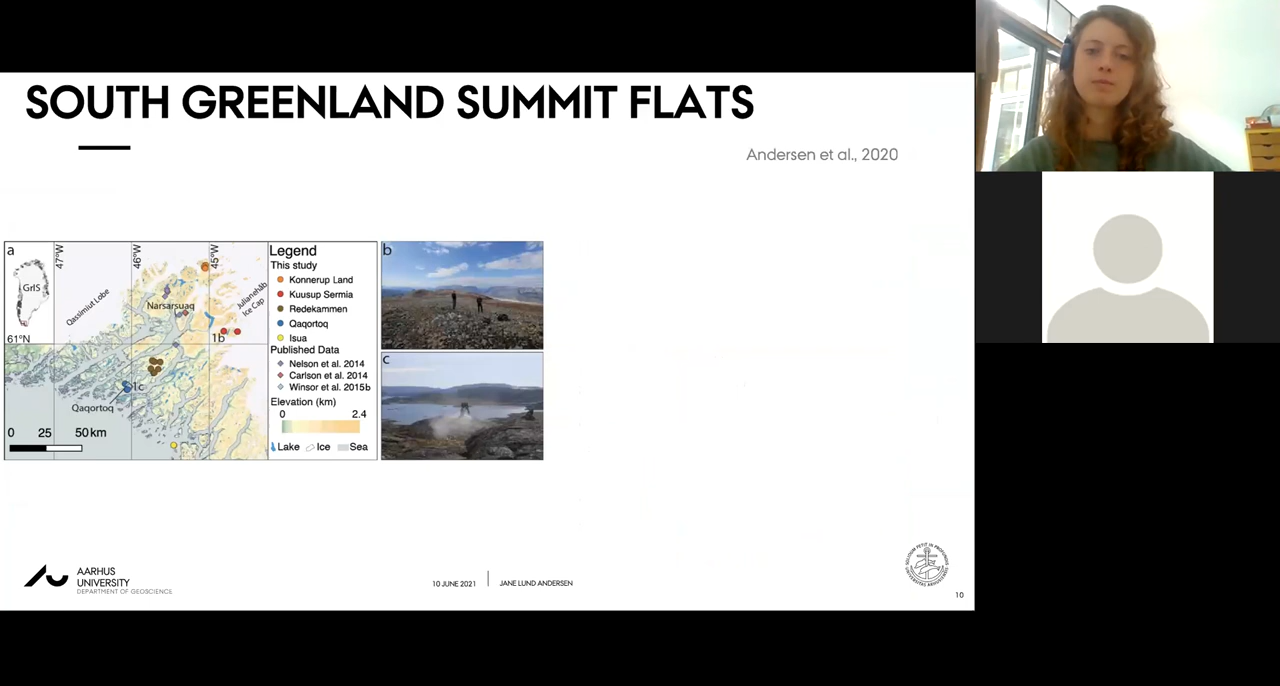 SOUTH GREENLAND SUMMIT FLATS
Andersen et al., 2020
a
47°W
46°W
45°W
GrIS
Qassimiut Lobe
Narsarsuaq
Julianehåb
Ice Cap
61°N
1b
1c
Qaqortoq
0 25 50 km
Legend
This study
Konnerup Land
Kuusup Sermia
Redekammen
Qaqortoq
Isua
Published Data
Nelson et al. 2014
Carlson et al. 2014
Winsor et al. 2015b
Elevation (km)
0 2.4
Lake Ice Sea
b
c
AARHUS
UNIVERSITY
DEPARTMENT OF GEOSCIENCE
10 JUNE 2021
JANE LUND ANDERSEN
10